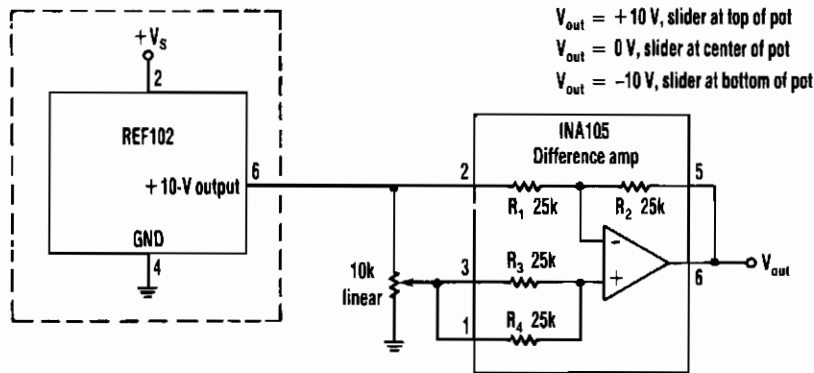 V_out = +10 V, slider at top of pot
V_out = 0 V, slider at center of pot
V_out = −10 V, slider at bottom of pot
+V_S
2
REF102
+10-V output
6
GND
4
10k
linear
INA105
Difference amp
2
R_1 25k
R_2 25k
5
-
+
3
R_3 25k
6
V_out
1
R_4 25k